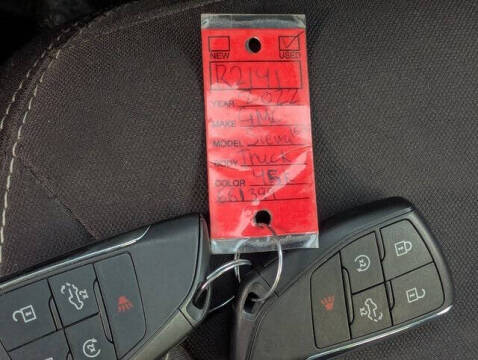 NEW USED
R2141
YEAR 2022
MAKE GMC
MODEL Sierra
BODY Truck
COLOR